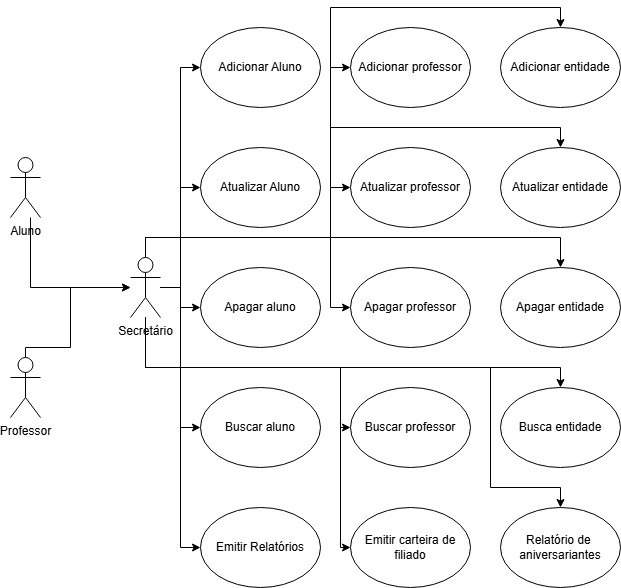 Adicionar Aluno
Adicionar professor
Adicionar entidade
Atualizar Aluno
Atualizar professor
Atualizar entidade
Aluno
Apagar aluno
Apagar professor
Apagar entidade
Secretário
Professor
Buscar aluno
Buscar professor
Busca entidade
Emitir Relatórios
Emitir carteira de
filiado
Relatório de
aniversariantes